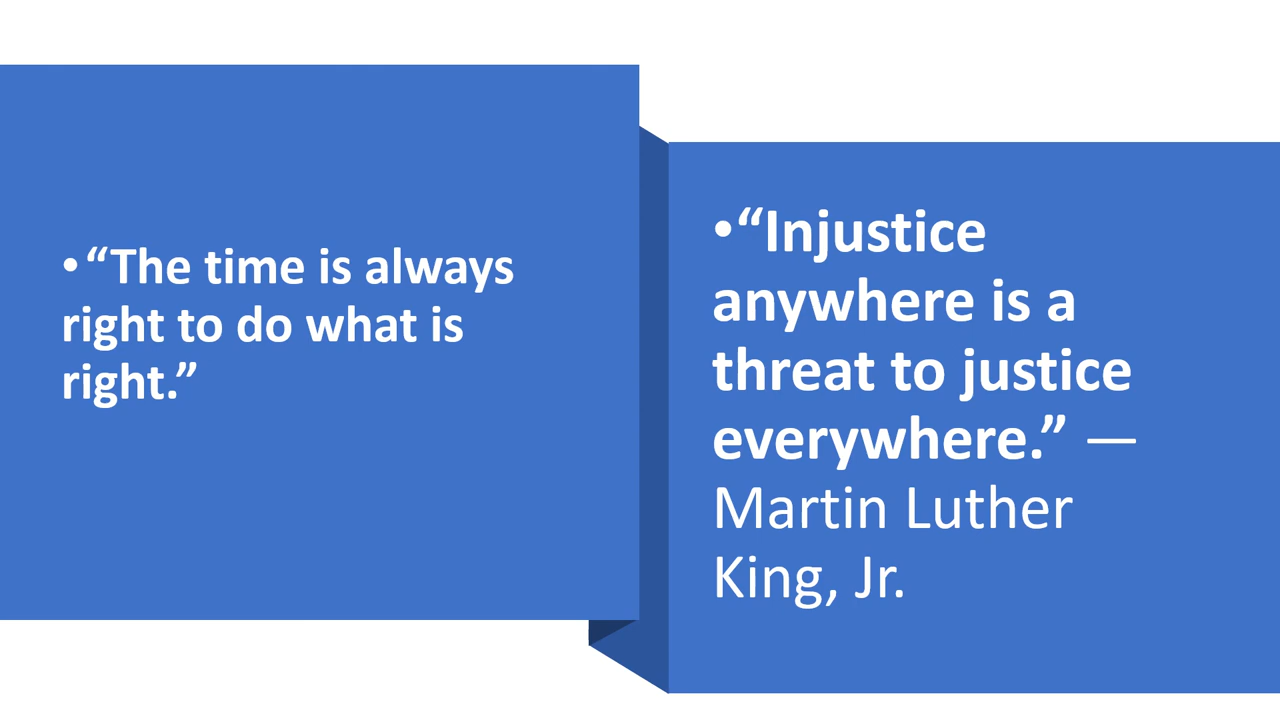 •“The time is always
right to do what is
right.”
•“Injustice
anywhere is a
threat to justice
everywhere.” —
Martin Luther
King, Jr.